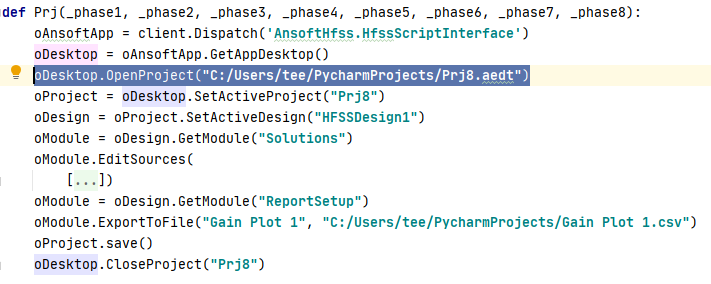 def Prj(_phase1, _phase2, _phase3, _phase4, _phase5, _phase6, _phase7, _phase8):
    oAnsoftApp = client.Dispatch('AnsoftHfss.HfssScriptInterface')
    oDesktop = oAnsoftApp.GetAppDesktop()
    oDesktop.OpenProject("C:/Users/tee/PycharmProjects/Prj8.aedt")
    oProject = oDesktop.SetActiveProject("Prj8")
    oDesign = oProject.SetActiveDesign("HFSSDesign1")
    oModule = oDesign.GetModule("Solutions")
    oModule.EditSources(
        [...])
    oModule = oDesign.GetModule("ReportSetup")
    oModule.ExportToFile("Gain Plot 1", "C:/Users/tee/PycharmProjects/Gain Plot 1.csv")
    oProject.save()
    oDesktop.CloseProject("Prj8")